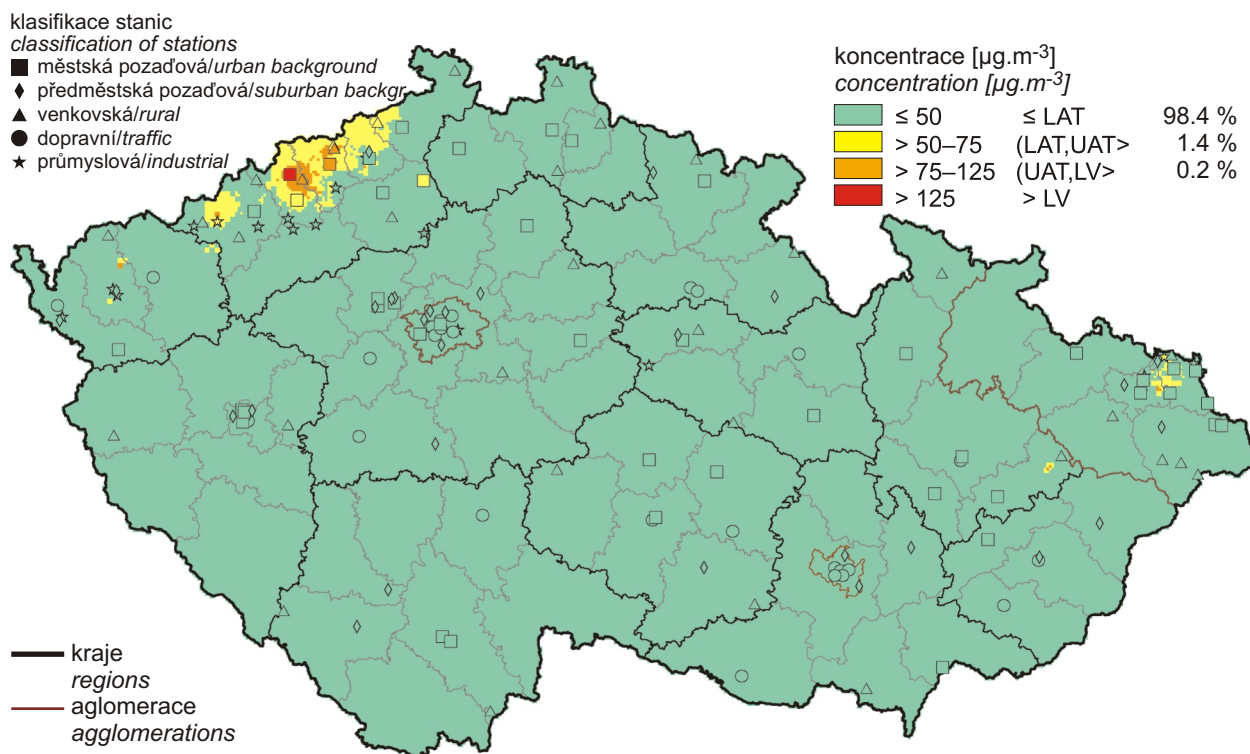 klasifikace stanic
classification of stations
městská pozaďová/urban background
předměstská pozaďová/suburban backgr.
venkovská/rural
dopravní/traffic
průmyslová/industrial
koncentrace [µg.m-3]
concentration [µg.m-3]
≤ 50 ≤ LAT 98.4 %
> 50–75 (LAT,UAT> 1.4 %
> 75–125 (UAT,LV> 0.2 %
> 125 > LV
kraje
regions
aglomerace
agglomerations